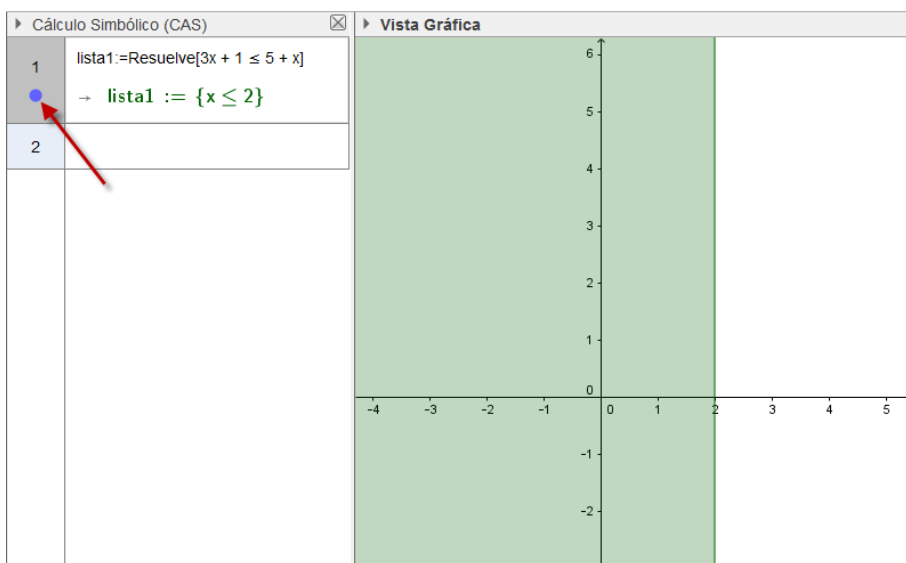 Cálculo Simbólico (CAS)
1
lista1:=Resuelve[3x + 1 ≤ 5 + x]
→ lista1 := {x ≤ 2}
2
Vista Gráfica
6
5
4
3
2
1
0
-4 -3 -2 -1 0 1 2 3 4 5
-1
-2